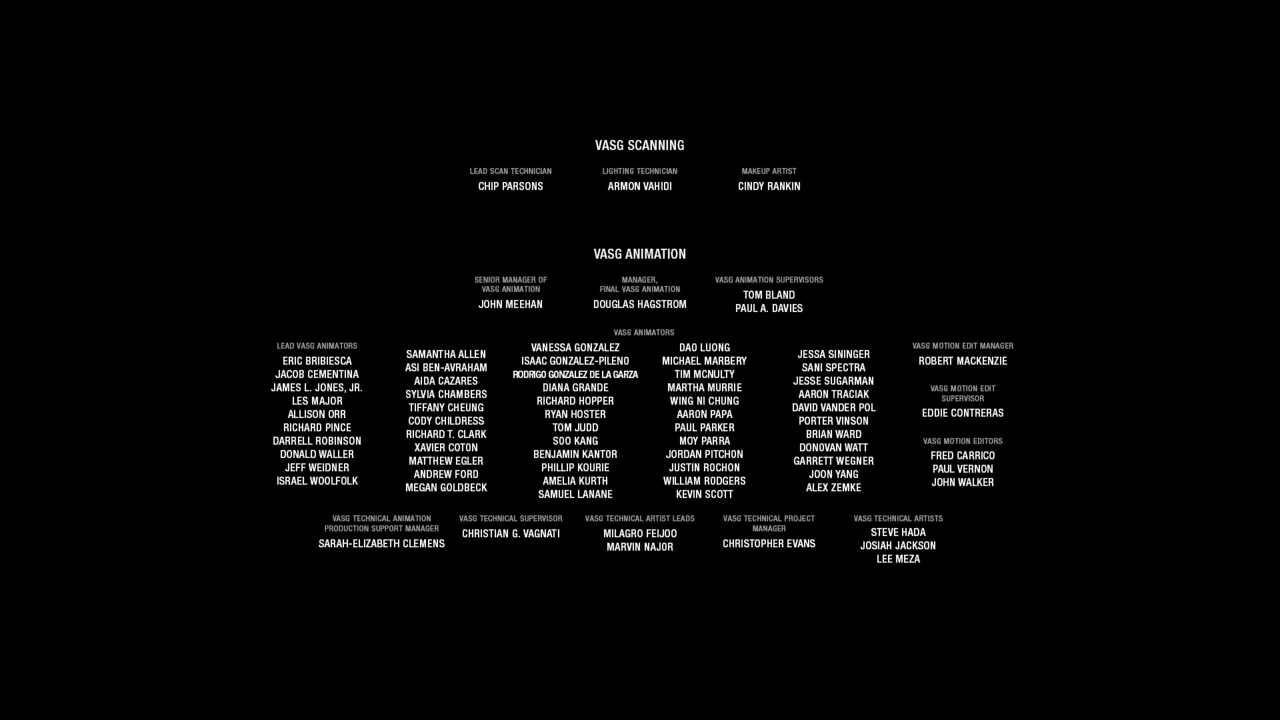 VASG SCANNING
LEAD SCAN TECHNICIAN
CHIP PARSONS
LIGHTING TECHNICIAN
ARMON VAHIDI
MAKEUP ARTIST
CINDY RANKIN
VASG ANIMATION
SENIOR MANAGER OF
VASG ANIMATION
JOHN MEEHAN
MANAGER,
FINAL VASG ANIMATION
DOUGLAS HAGSTROM
VASG ANIMATION SUPERVISORS
TOM BLAND
PAUL A. DAVIES
LEAD VASG ANIMATORS
ERIC BRIBIESCA
JACOB CEMENTINA
JAMES L. JONES, JR.
LES MAJOR
ALLISON ORR
RICHARD PINCE
DARRELL ROBINSON
DONALD WALLER
JEFF WEIDNER
ISRAEL WOOLFOLK
VASG ANIMATORS
SAMANTHA ALLEN
ASI BEN-AVRAHAM
AIDA CAZARES
SYLVIA CHAMBERS
TIFFANY CHEUNG
CODY CHILDRESS
RICHARD T. CLARK
XAVIER COTON
MATTHEW EGLER
ANDREW FORD
MEGAN GOLDBECK
VANESSA GONZALEZ
ISAAC GONZALEZ-PILENO
RODRIGO GONZALEZ DE LA GARZA
DIANA GRANDE
RICHARD HOPPER
RYAN HOSTER
TOM JUDD
SOO KANG
BENJAMIN KANTOR
PHILLIP KOURIE
AMELIA KURTH
SAMUEL LANANE
DAO LUONG
MICHAEL MARBERY
TIM MCNULTY
MARTHA MURRIE
WING NI CHUNG
AARON PAPA
PAUL PARKER
MOY PARRA
JORDAN PITCHON
JUSTIN ROCHON
WILLIAM RODGERS
KEVIN SCOTT
JESSA SININGER
SANI SPECTRA
JESSE SUGARMAN
AARON TRACIAK
DAVID VANDER POL
PORTER VINSON
BRIAN WARD
DONOVAN WATT
GARRETT WEGNER
JOON YANG
ALEX ZEMKE
VASG MOTION EDIT MANAGER
ROBERT MACKENZIE
VASG MOTION EDIT
SUPERVISOR
EDDIE CONTRERAS
VASG MOTION EDITORS
FRED CARRICO
PAUL VERNON
JOHN WALKER
VASG TECHNICAL ANIMATION
PRODUCTION SUPPORT MANAGER
SARAH-ELIZABETH CLEMENS
VASG TECHNICAL SUPERVISOR
CHRISTIAN G. VAGNATI
VASG TECHNICAL ARTIST LEADS
MILAGRO FEIJOO
MARVIN NAJOR
VASG TECHNICAL PROJECT
MANAGER
CHRISTOPHER EVANS
VASG TECHNICAL ARTISTS
STEVE HADA
JOSIAH JACKSON
LEE MEZA